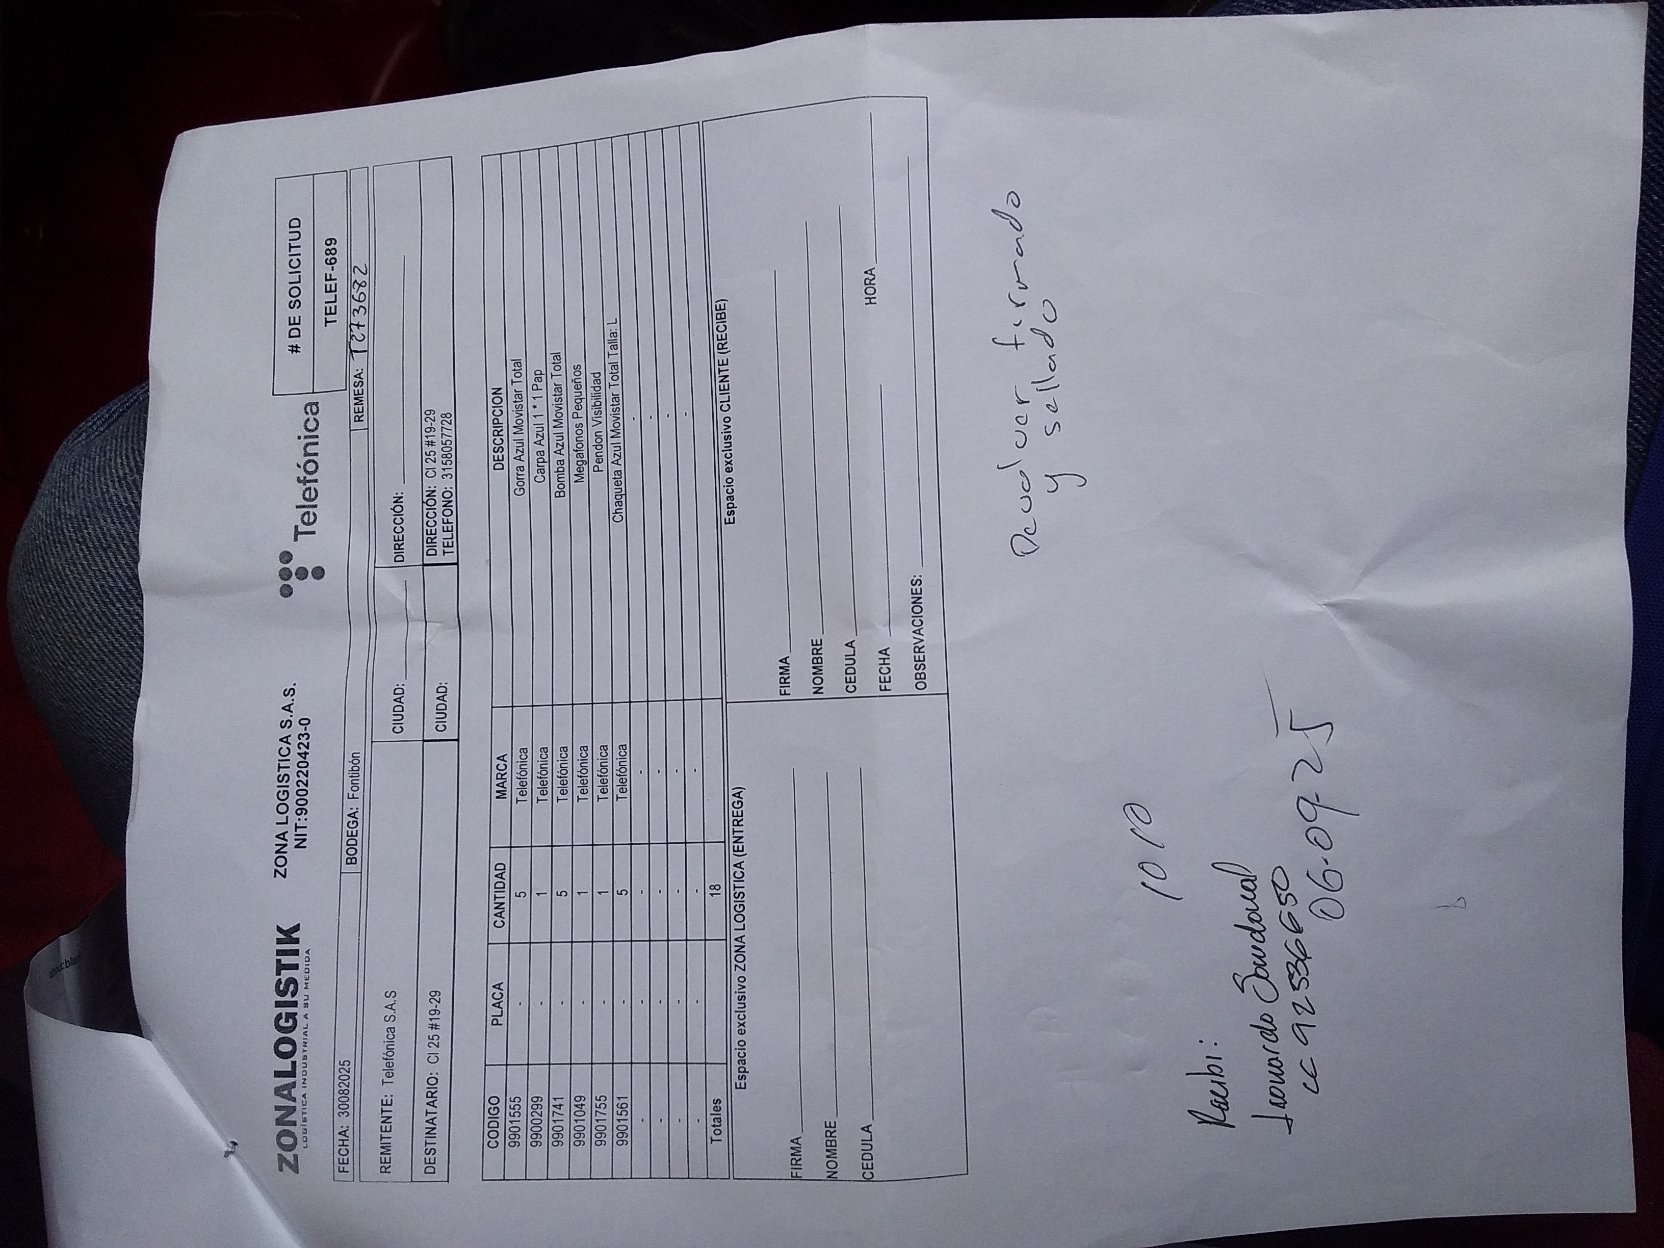 ZONALOGISTIK
LOGÍSTICA INDUSTRIAL A SU MEDIDA
ZONA LOGISTICA S.A.S.
NIT:900220423-0
Telefónica
# DE SOLICITUD
TELEF-689
FECHA: 30082025 BODEGA: Fontibón REMESA: T273682
REMITENTE: Telefónica S.A.S CIUDAD: DIRECCIÓN:
DESTINATARIO: Cl 25 #19-29 CIUDAD: DIRECCIÓN: Cl 25 #19-29
TELEFONO: 3158057728
CODIGO PLACA CANTIDAD MARCA DESCRIPCION
9901555 - 5 Telefónica Gorra Azul Movistar Total
9900299 - 1 Telefónica Carpa Azul 1 * 1 Pap
9901741 - 5 Telefónica Bomba Azul Movistar Total
9901049 - 1 Telefónica Megafonos Pequeños
9901755 - 1 Telefónica Pendon Visibilidad
9901561 - 5 Telefónica Chaqueta Azul Movistar Total Talla: L
- - - - -
- - - - -
- - - - -
- - - - -
Totales 18
Espacio exclusivo ZONA LOGISTICA (ENTREGA)
FIRMA
NOMBRE
CEDULA
Espacio exclusivo CLIENTE (RECIBE)
FIRMA
NOMBRE
CEDULA
FECHA HORA
OBSERVACIONES:
Devolver firmado
y sellado
Recibi:
Sandoval
cc 92536650
06-09-25